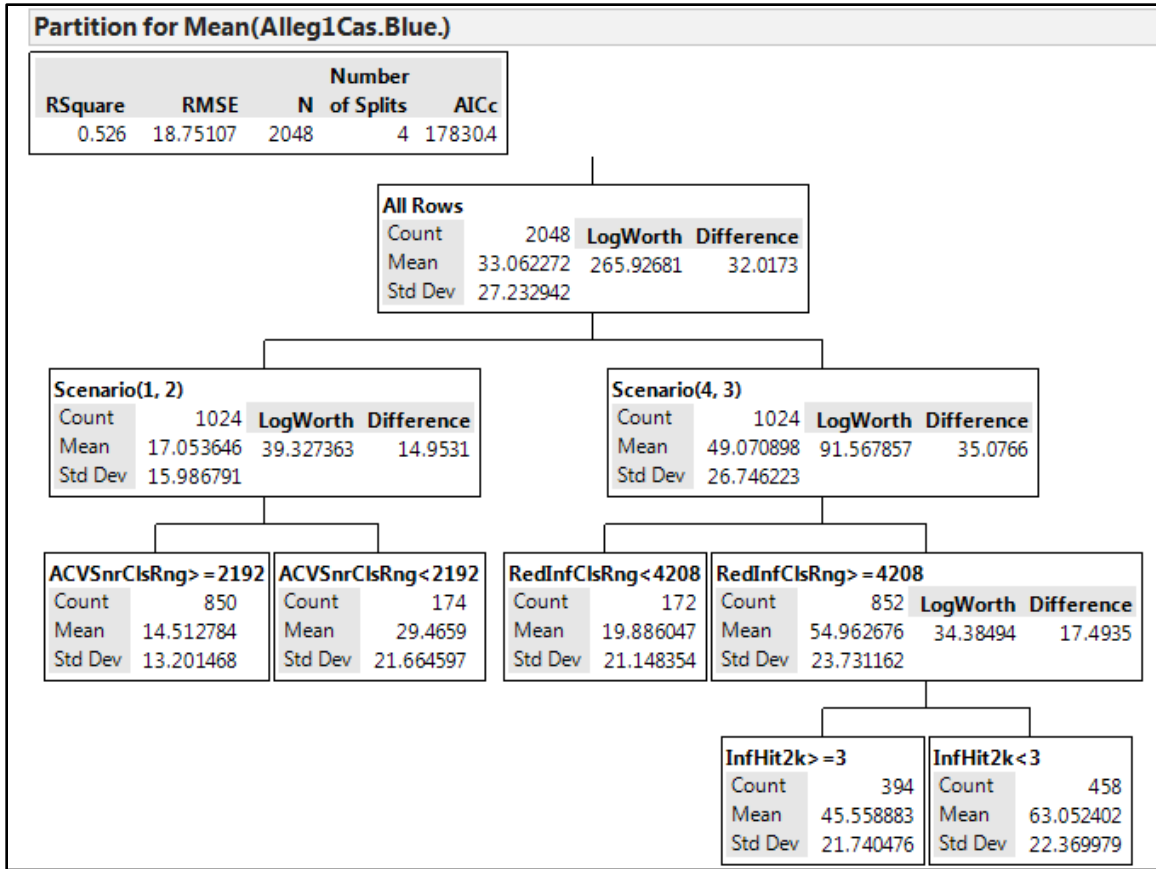 Partition for Mean(Alleg1Cas.Blue.)
Number
RSquare RMSE N of Splits AICc
0.526 18.75107 2048 4 17830.4
All Rows
Count 2048 LogWorth Difference
Mean 33.062272 265.92681 32.0173
Std Dev 27.232942
Scenario(1, 2)
Count 1024 LogWorth Difference
Mean 17.053646 39.327363 14.9531
Std Dev 15.986791
Scenario(4, 3)
Count 1024 LogWorth Difference
Mean 49.070898 91.567857 35.0766
Std Dev 26.746223
ACVSnrClsRng>=2192
Count 850
Mean 14.512784
Std Dev 13.201468
ACVSnrClsRng<2192
Count 174
Mean 29.4659
Std Dev 21.664597
RedInfClsRng<4208
Count 172
Mean 19.886047
Std Dev 21.148354
RedInfClsRng>=4208
Count 852 LogWorth Difference
Mean 54.962676 34.38494 17.4935
Std Dev 23.731162
InfHit2k>=3
Count 394
Mean 45.558883
Std Dev 21.740476
InfHit2k<3
Count 458
Mean 63.052402
Std Dev 22.369979